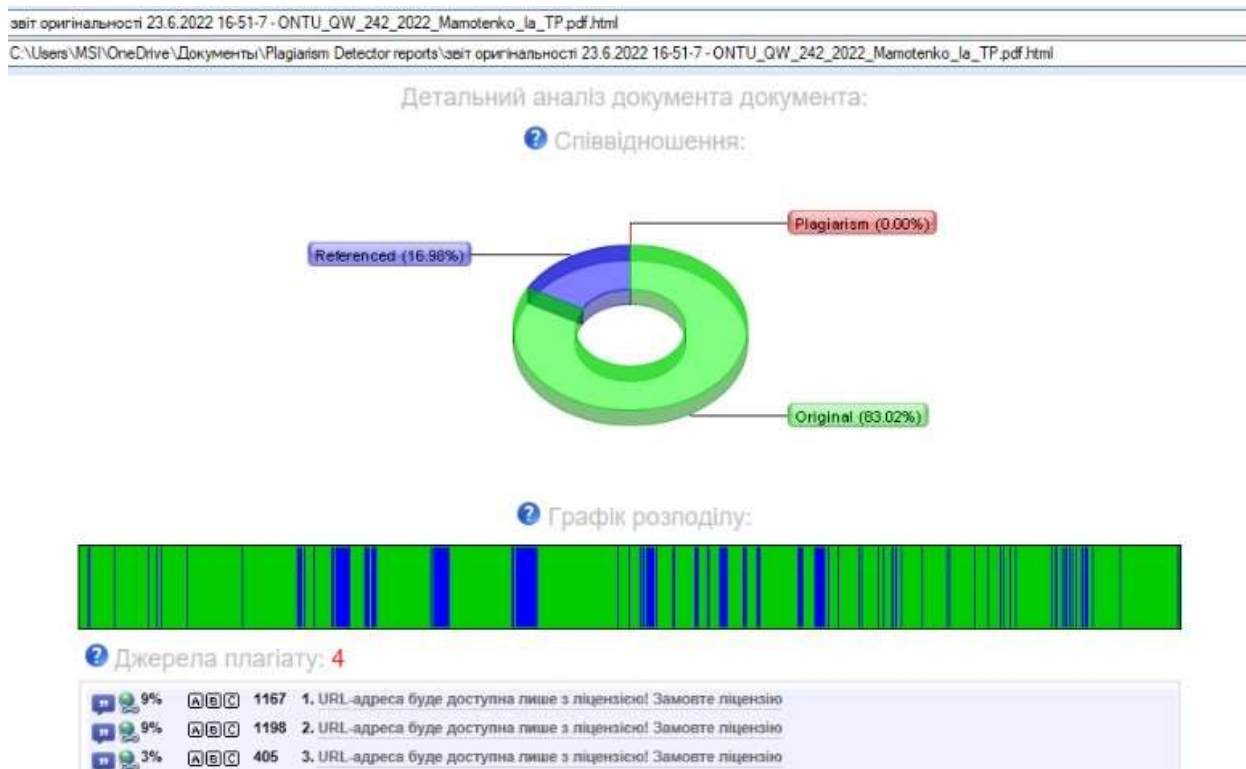 звіт оригінальності 23.6.2022 16-51-7 - ONTU_QW_242_2022_Mamotenko_Ia_TP.pdf.html
C:\Users\MSI\OneDrive\Документы\Plagiarism Detector reports\звіт оригінальності 23.6.2022 16-51-7 - ONTU_QW_242_2022_Mamotenko_Ia_TP.pdf.html
Детальний аналіз документа документа:
? Співвідношення:
Plagiarism (0.00%)
Referenced (16.98%)
Original (83.02%)
? Графік розподілу:
? Джерела плагіату: 4
9% A B C 1167 1. URL-адреса буде доступна лише з ліцензією! Замовте ліцензію
9% A B C 1198 2. URL-адреса буде доступна лише з ліцензією! Замовте ліцензію
3% A B C 405 3. URL-адреса буде доступна лише з ліцензією! Замовте ліцензію